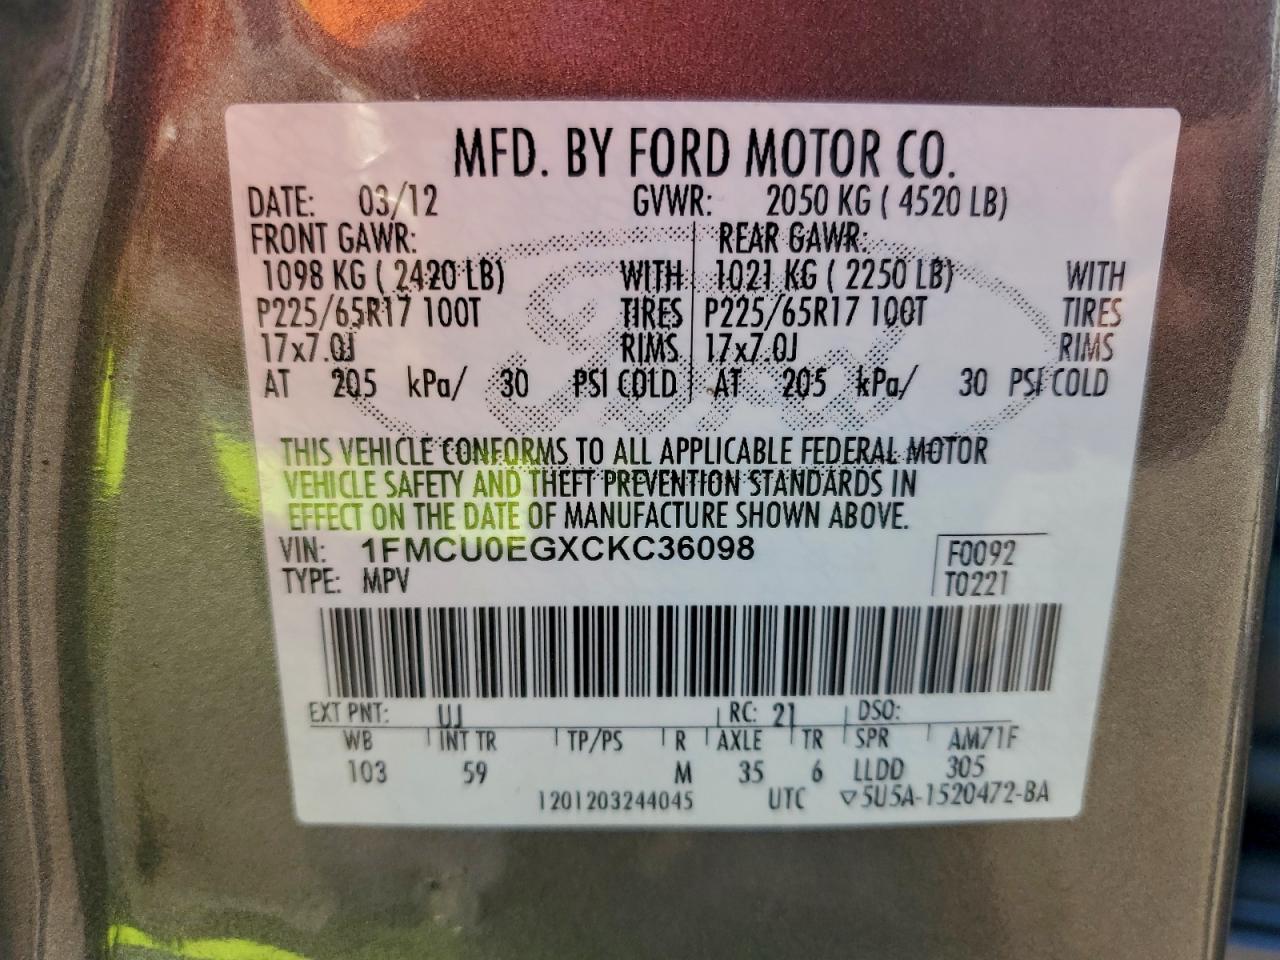 MFD. BY FORD MOTOR CO.
DATE: 03/12 GVWR: 2050 KG ( 4520 LB)
FRONT GAWR: REAR GAWR:
1098 KG ( 2420 LB) WITH 1021 KG ( 2250 LB) WITH
P225/65R17 100T TIRES P225/65R17 100T TIRES
17x7.0J RIMS 17x7.0J RIMS
AT 205 kPa/ 30 PSI COLD AT 205 kPa/ 30 PSI COLD
THIS VEHICLE CONFORMS TO ALL APPLICABLE FEDERAL MOTOR
VEHICLE SAFETY AND THEFT PREVENTION STANDARDS IN
EFFECT ON THE DATE OF MANUFACTURE SHOWN ABOVE.
VIN: 1FMCU0EGXCKC36098 F0092
TYPE: MPV T0221
EXT PNT: UJ RC: 21 DSO:
WB INT TR TP/PS R AXLE TR SPR AM71F
103 59 M 35 6 LLDD 305
1201203244045 UTC ▽5U5A-1520472-BA
Ford